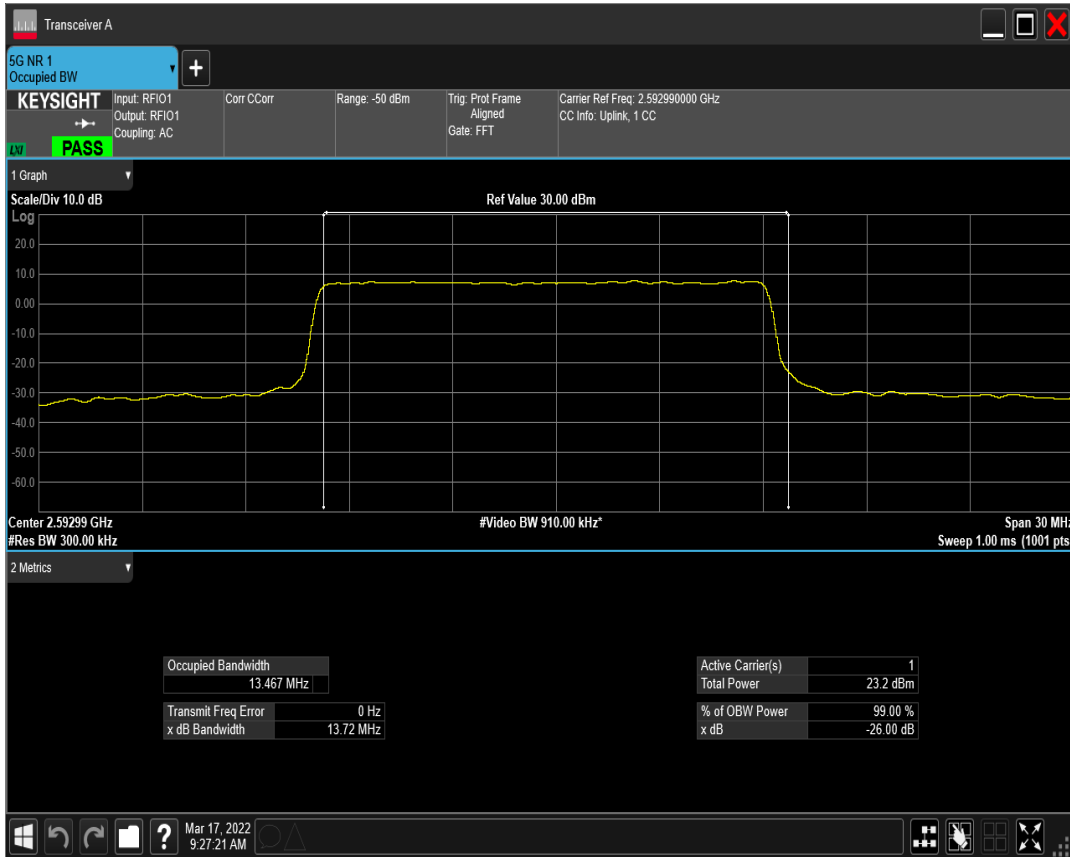 Transceiver A
5G NR 1
Occupied BW
KEYSIGHT
LXI
PASS
Input: RFIO1
Output: RFIO1
Coupling: AC
Corr CCorr
Range: -50 dBm
Trig: Prot Frame
Aligned
Gate: FFT
Carrier Ref Freq: 2.592990000 GHz
CC Info: Uplink, 1 CC
1 Graph
Scale/Div 10.0 dB
Ref Value 30.00 dBm
Log
20.0
10.0
0.00
-10.0
-20.0
-30.0
-40.0
-50.0
-60.0
Center 2.59299 GHz
#Video BW 910.00 kHz*
Span 30 MHz
#Res BW 300.00 kHz
Sweep 1.00 ms (1001 pts
2 Metrics
Occupied Bandwidth
13.467 MHz
Transmit Freq Error 0 Hz
x dB Bandwidth 13.72 MHz
Active Carrier(s) 1
Total Power 23.2 dBm
% of OBW Power 99.00 %
x dB -26.00 dB
?
Mar 17, 2022
9:27:21 AM